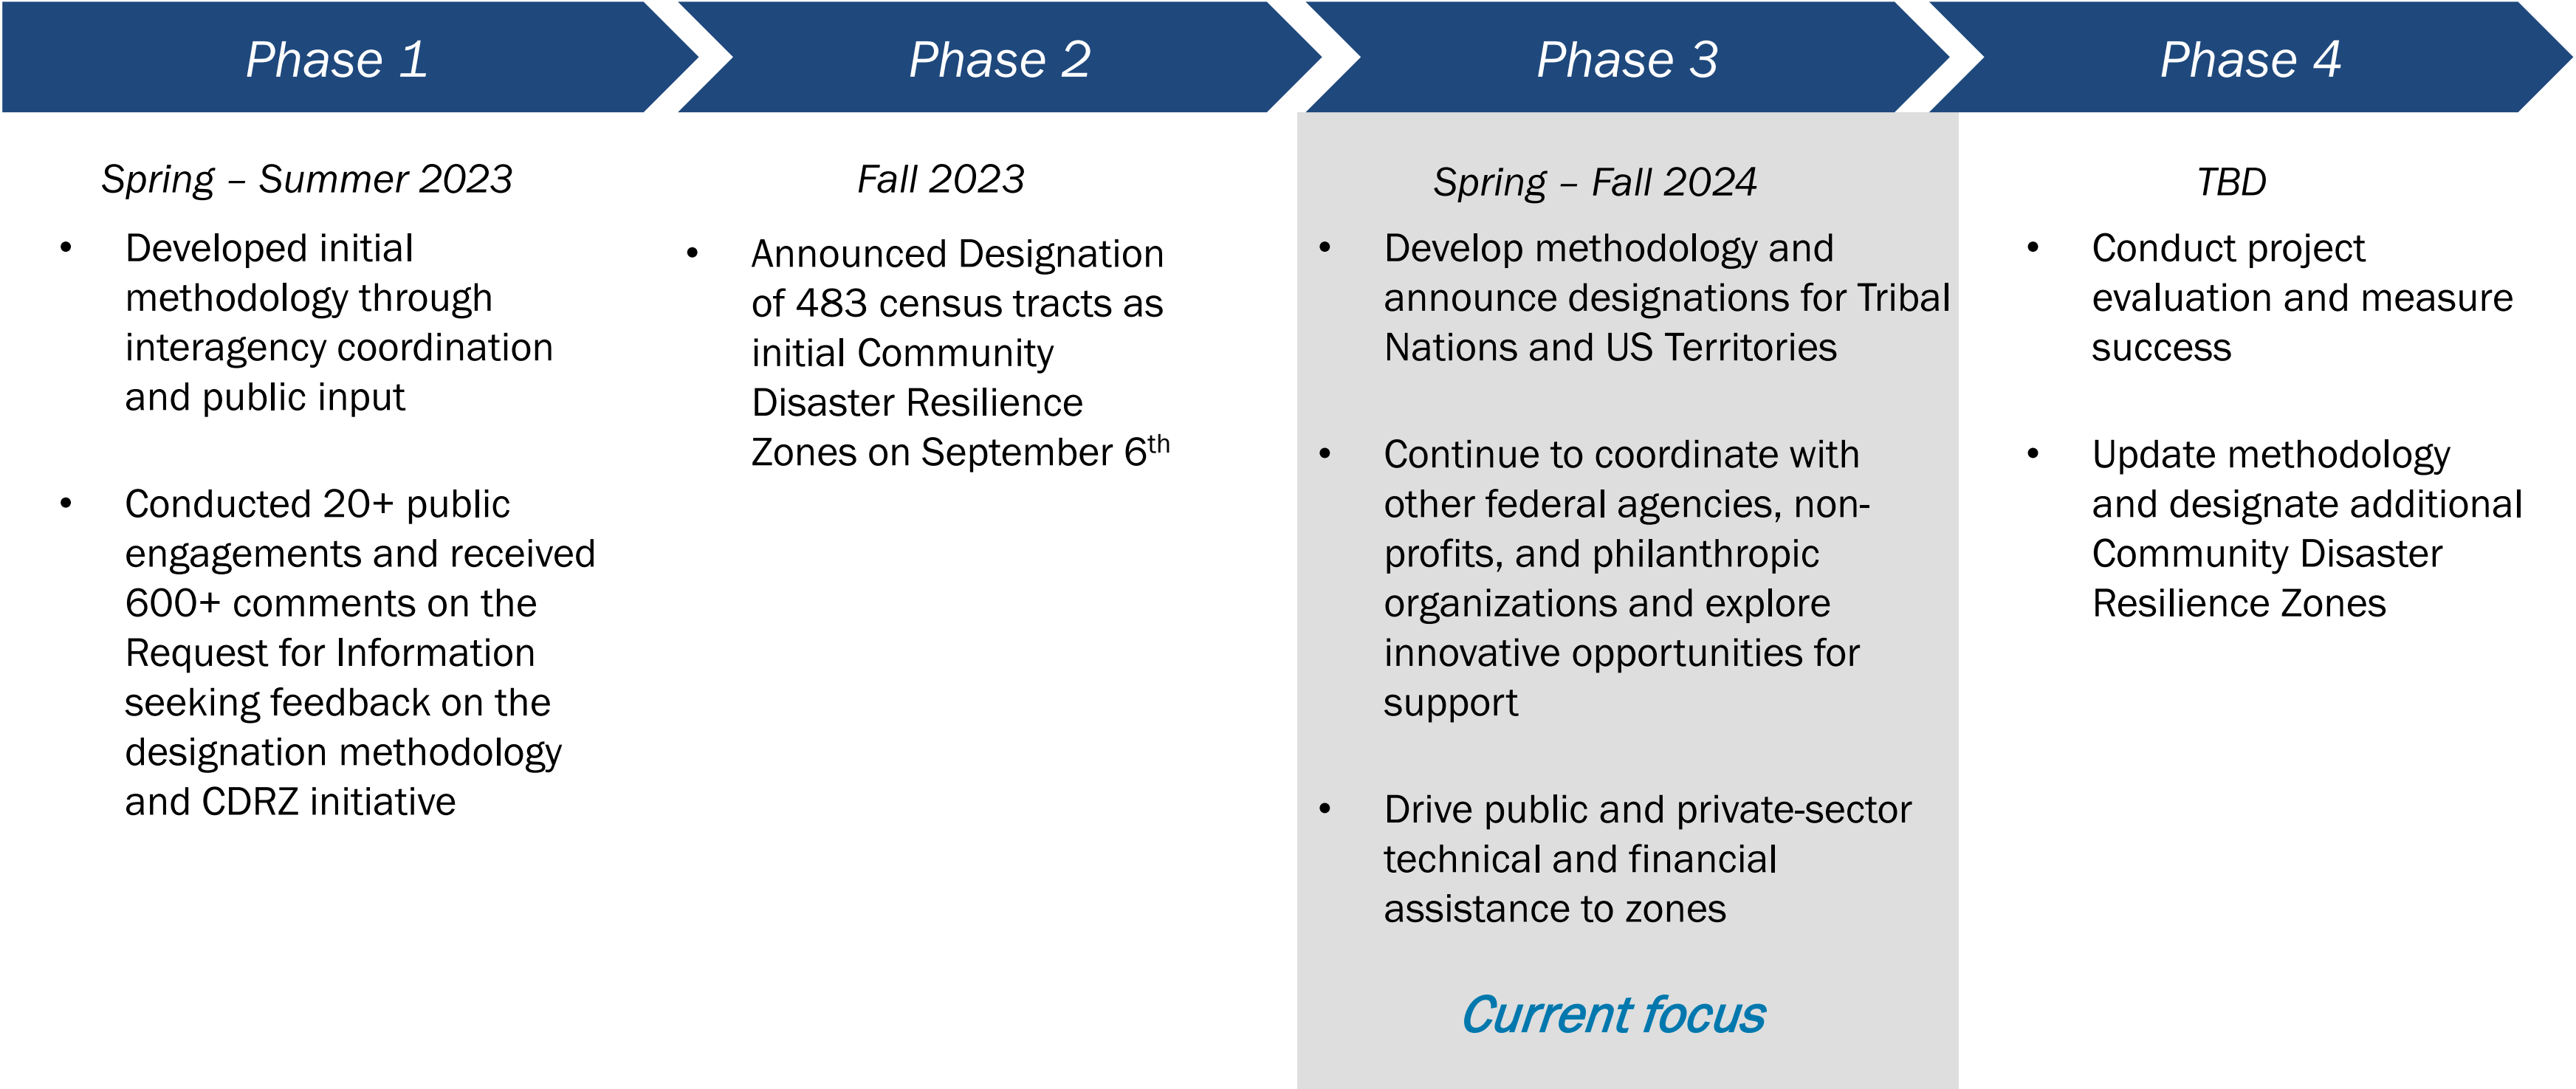 Phase 1
Phase 2
Phase 3
Phase 4
Spring – Summer 2023
• Developed initial
methodology through
interagency coordination
and public input
• Conducted 20+ public
engagements and received
600+ comments on the
Request for Information
seeking feedback on the
designation methodology
and CDRZ initiative
Fall 2023
• Announced Designation
of 483 census tracts as
initial Community
Disaster Resilience
Zones on September 6th
Spring – Fall 2024
• Develop methodology and
announce designations for Tribal
Nations and US Territories
• Continue to coordinate with
other federal agencies, non-
profits, and philanthropic
organizations and explore
innovative opportunities for
support
• Drive public and private-sector
technical and financial
assistance to zones
Current focus
TBD
• Conduct project
evaluation and measure
success
• Update methodology
and designate additional
Community Disaster
Resilience Zones